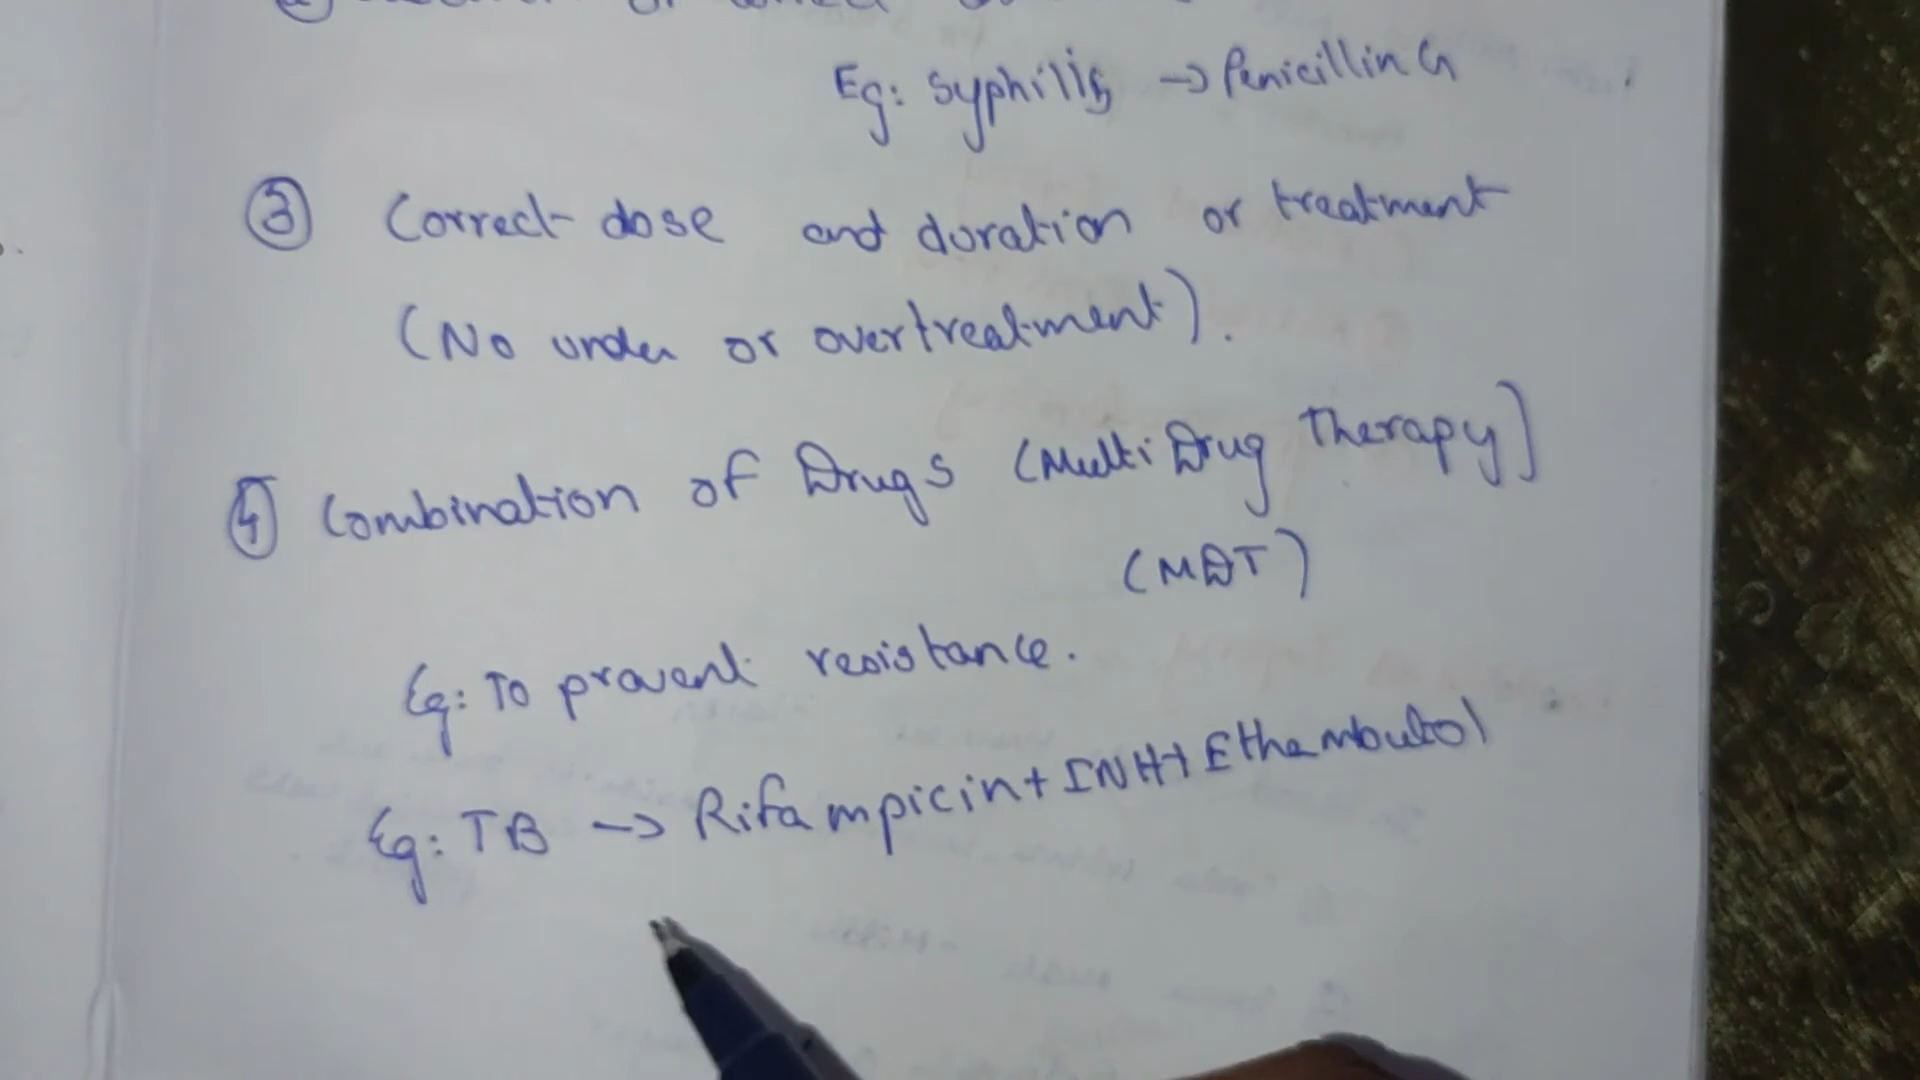 Eg: Syphilis → Penicillin G
③ Correct dose and duration or treatment
(No under or overtreatment).
④ Combination of Drugs (Multi Drug Therapy]
(MDT)
Eg: To prevent resistance.
Eg: TB → Rifampicin + INH + Ethambutol